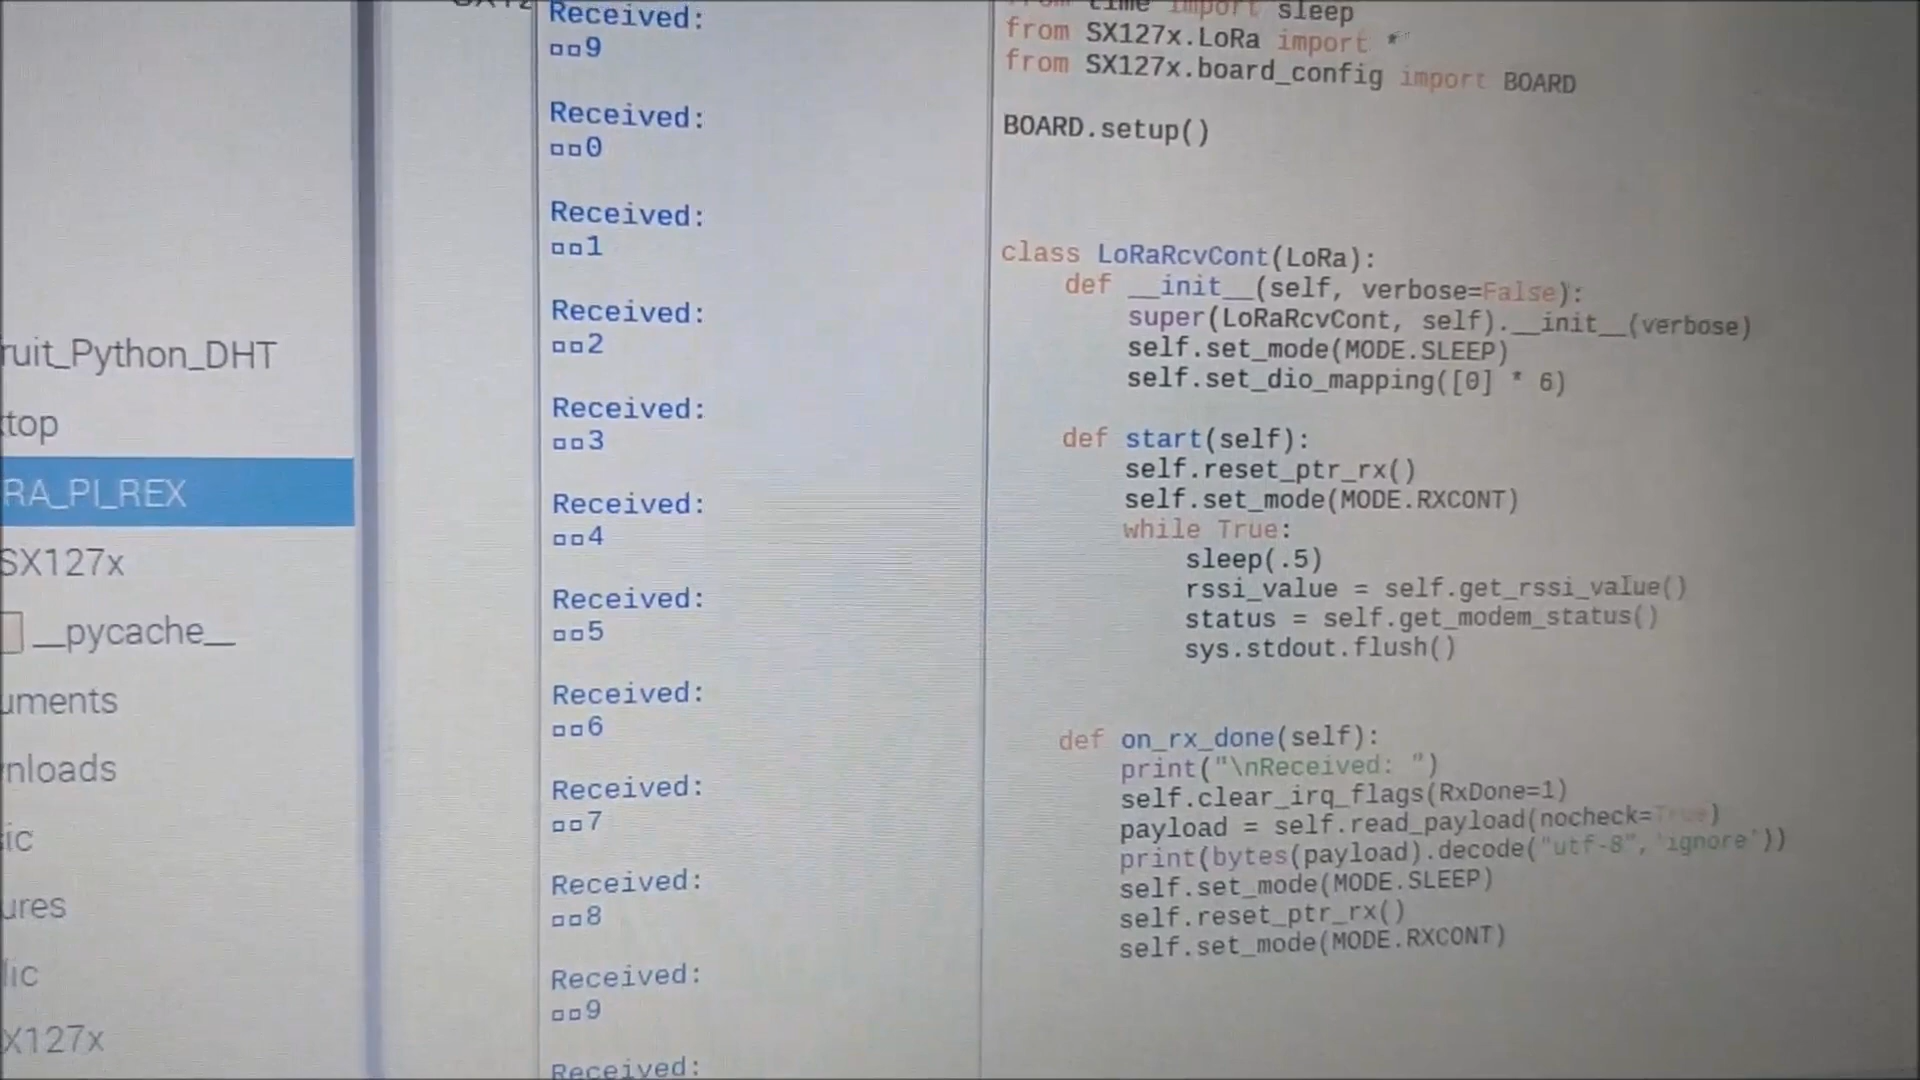 ruit_Python_DHT
top
RA_PI_REX
SX127x
__pycache__
uments
nloads
ic
ures
lic
X127x
Received:
▯▯9
Received:
▯▯0
Received:
▯▯1
Received:
▯▯2
Received:
▯▯3
Received:
▯▯4
Received:
▯▯5
Received:
▯▯6
Received:
▯▯7
Received:
▯▯8
Received:
▯▯9
Received:
from time import sleep
from SX127x.LoRa import *
from SX127x.board_config import BOARD
BOARD.setup()
class LoRaRcvCont(LoRa):
def __init__(self, verbose=False):
super(LoRaRcvCont, self).__init__(verbose)
self.set_mode(MODE.SLEEP)
self.set_dio_mapping([0] * 6)
def start(self):
self.reset_ptr_rx()
self.set_mode(MODE.RXCONT)
while True:
sleep(.5)
rssi_value = self.get_rssi_value()
status = self.get_modem_status()
sys.stdout.flush()
def on_rx_done(self):
print("\nReceived: ")
self.clear_irq_flags(RxDone=1)
payload = self.read_payload(nocheck=True)
print(bytes(payload).decode("utf-8",'ignore'))
self.set_mode(MODE.SLEEP)
self.reset_ptr_rx()
self.set_mode(MODE.RXCONT)